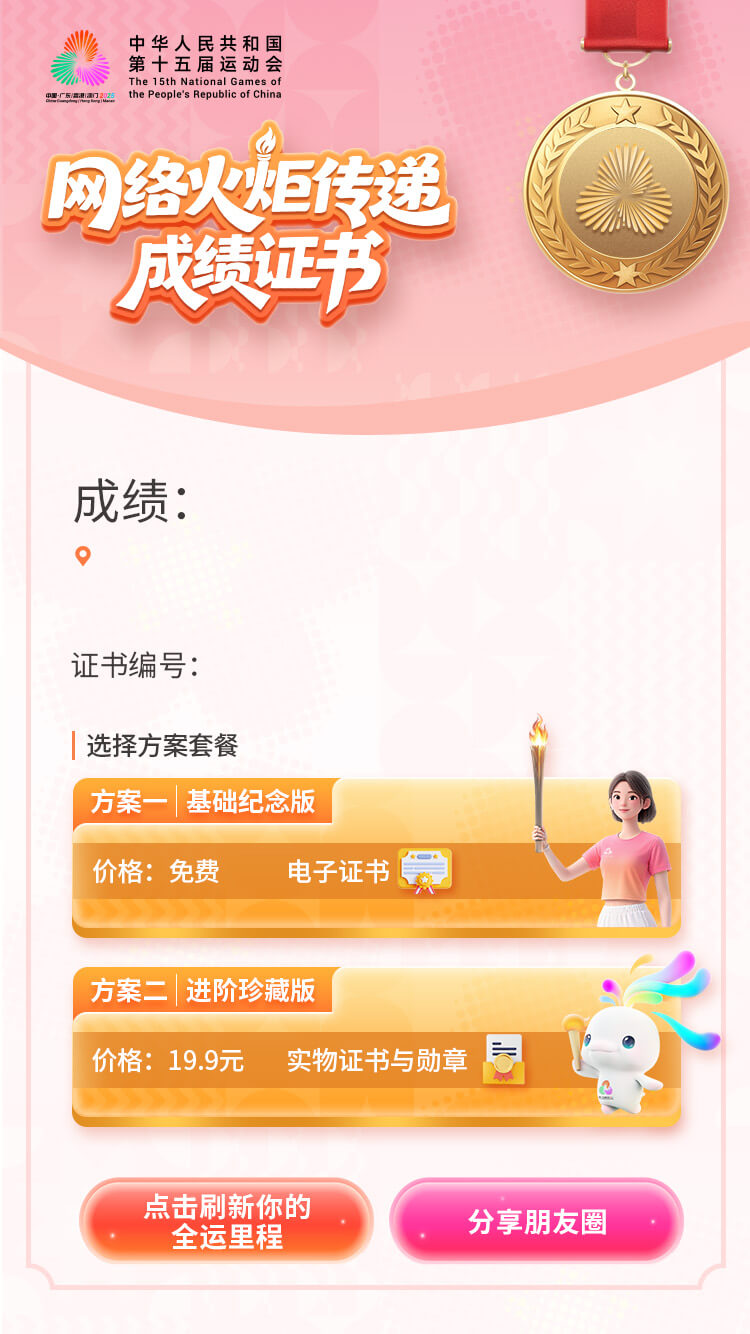 中华人民共和国
第十五届运动会
The 15th National Games of
the People's Republic of China
中国·广东|香港|澳门 2025
China·Guangdong | Hong Kong | Macao
网络火炬传递
成绩证书
成绩：
证书编号：
选择方案套餐
方案一 基础纪念版
价格：免费 电子证书
方案二 进阶珍藏版
价格：19.9元 实物证书与勋章
点击刷新你的
全运里程
分享朋友圈